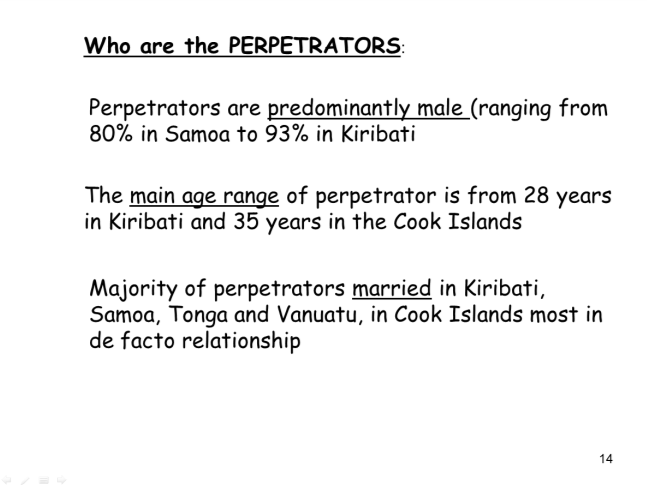 Who are the PERPETRATORS:
Perpetrators are predominantly male (ranging from
80% in Samoa to 93% in Kiribati
The main age range of perpetrator is from 28 years
in Kiribati and 35 years in the Cook Islands
Majority of perpetrators married in Kiribati,
Samoa, Tonga and Vanuatu, in Cook Islands most in
de facto relationship
14